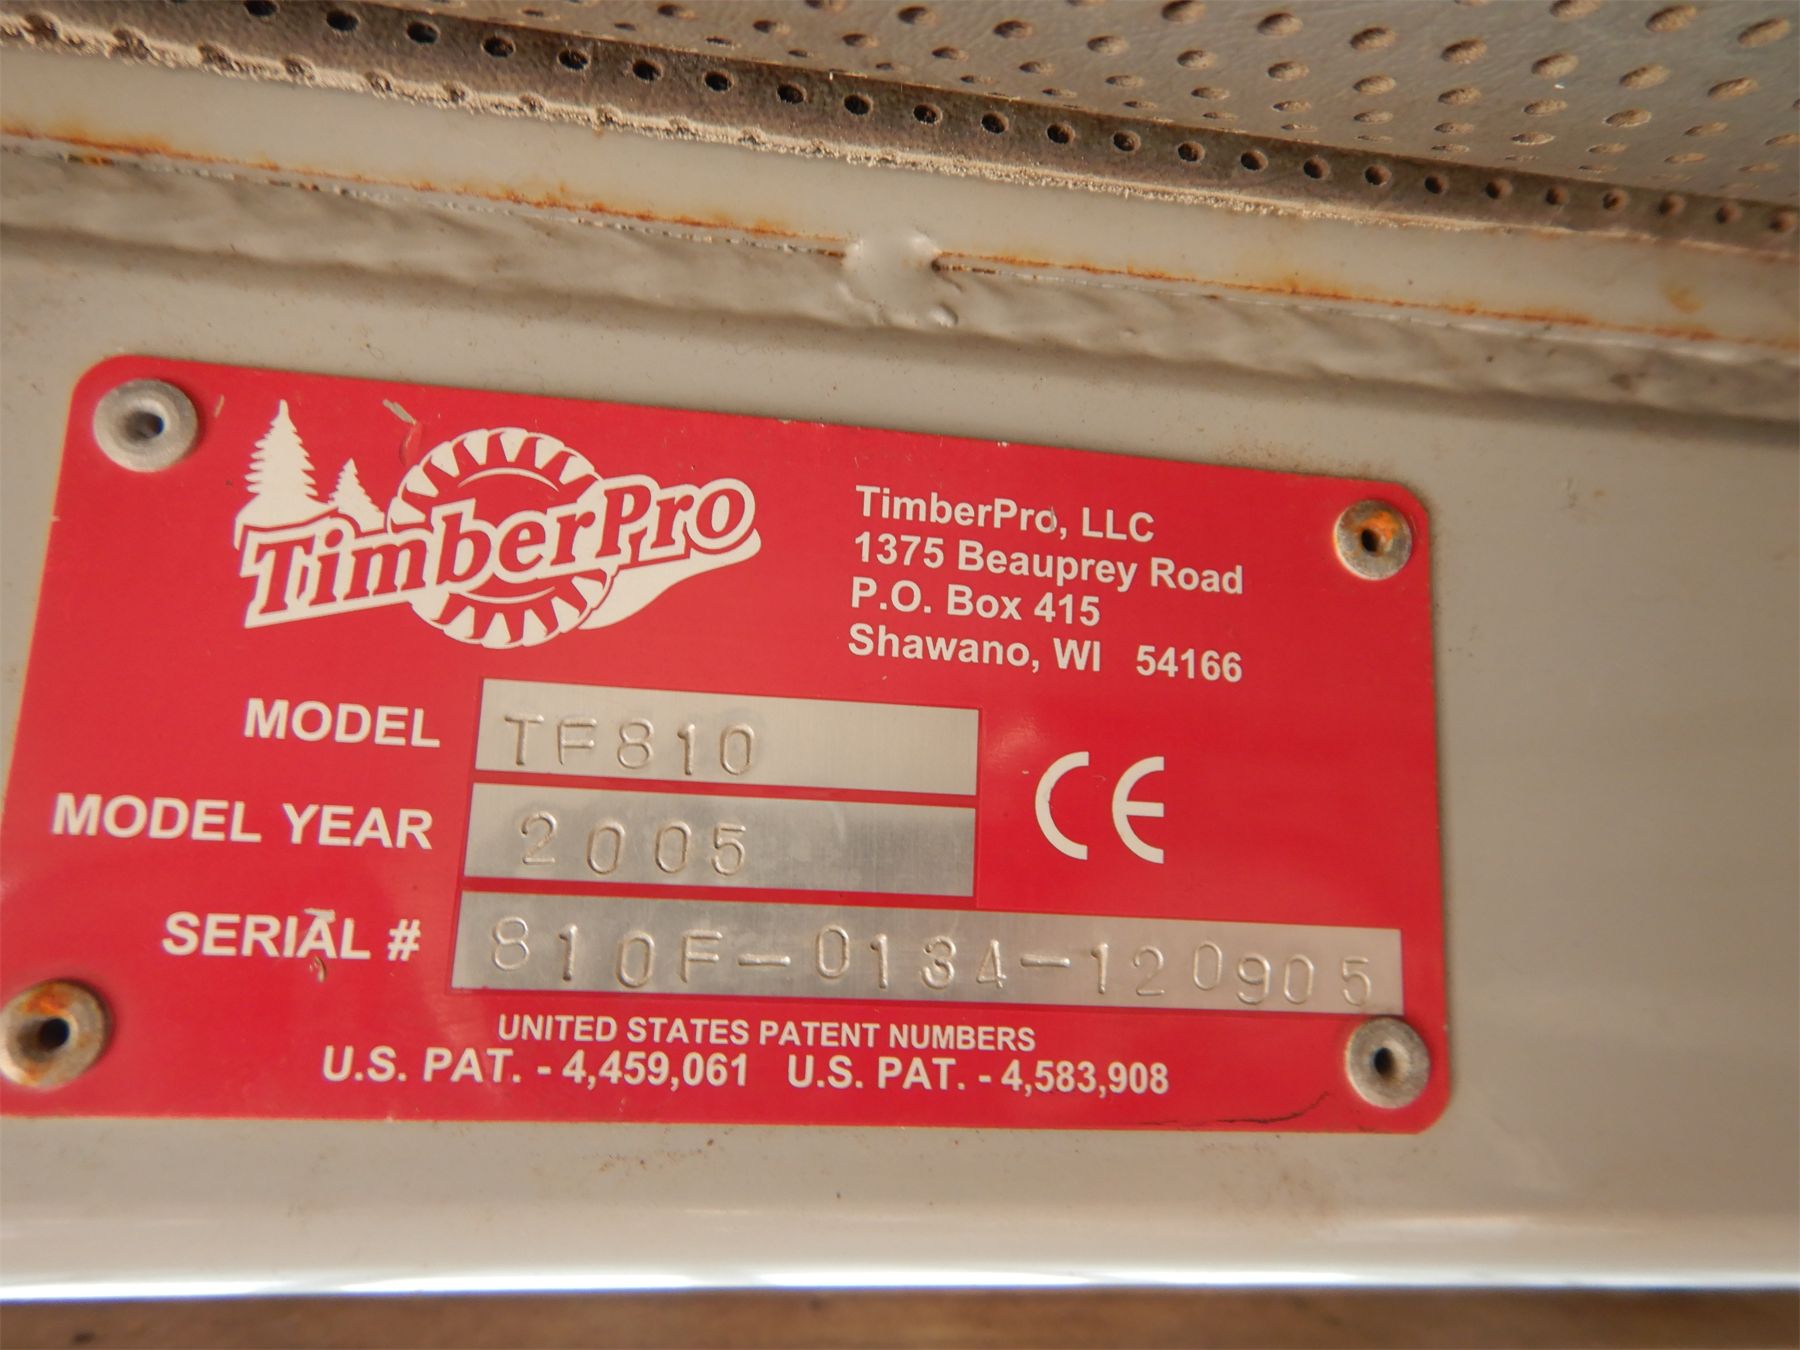 TimberPro
TimberPro, LLC
1375 Beauprey Road
P.O. Box 415
Shawano, WI 54166
MODEL TF810
MODEL YEAR 2005
CE
SERIAL # 810F-0134-120905
UNITED STATES PATENT NUMBERS
U.S. PAT. - 4,459,061 U.S. PAT. - 4,583,908